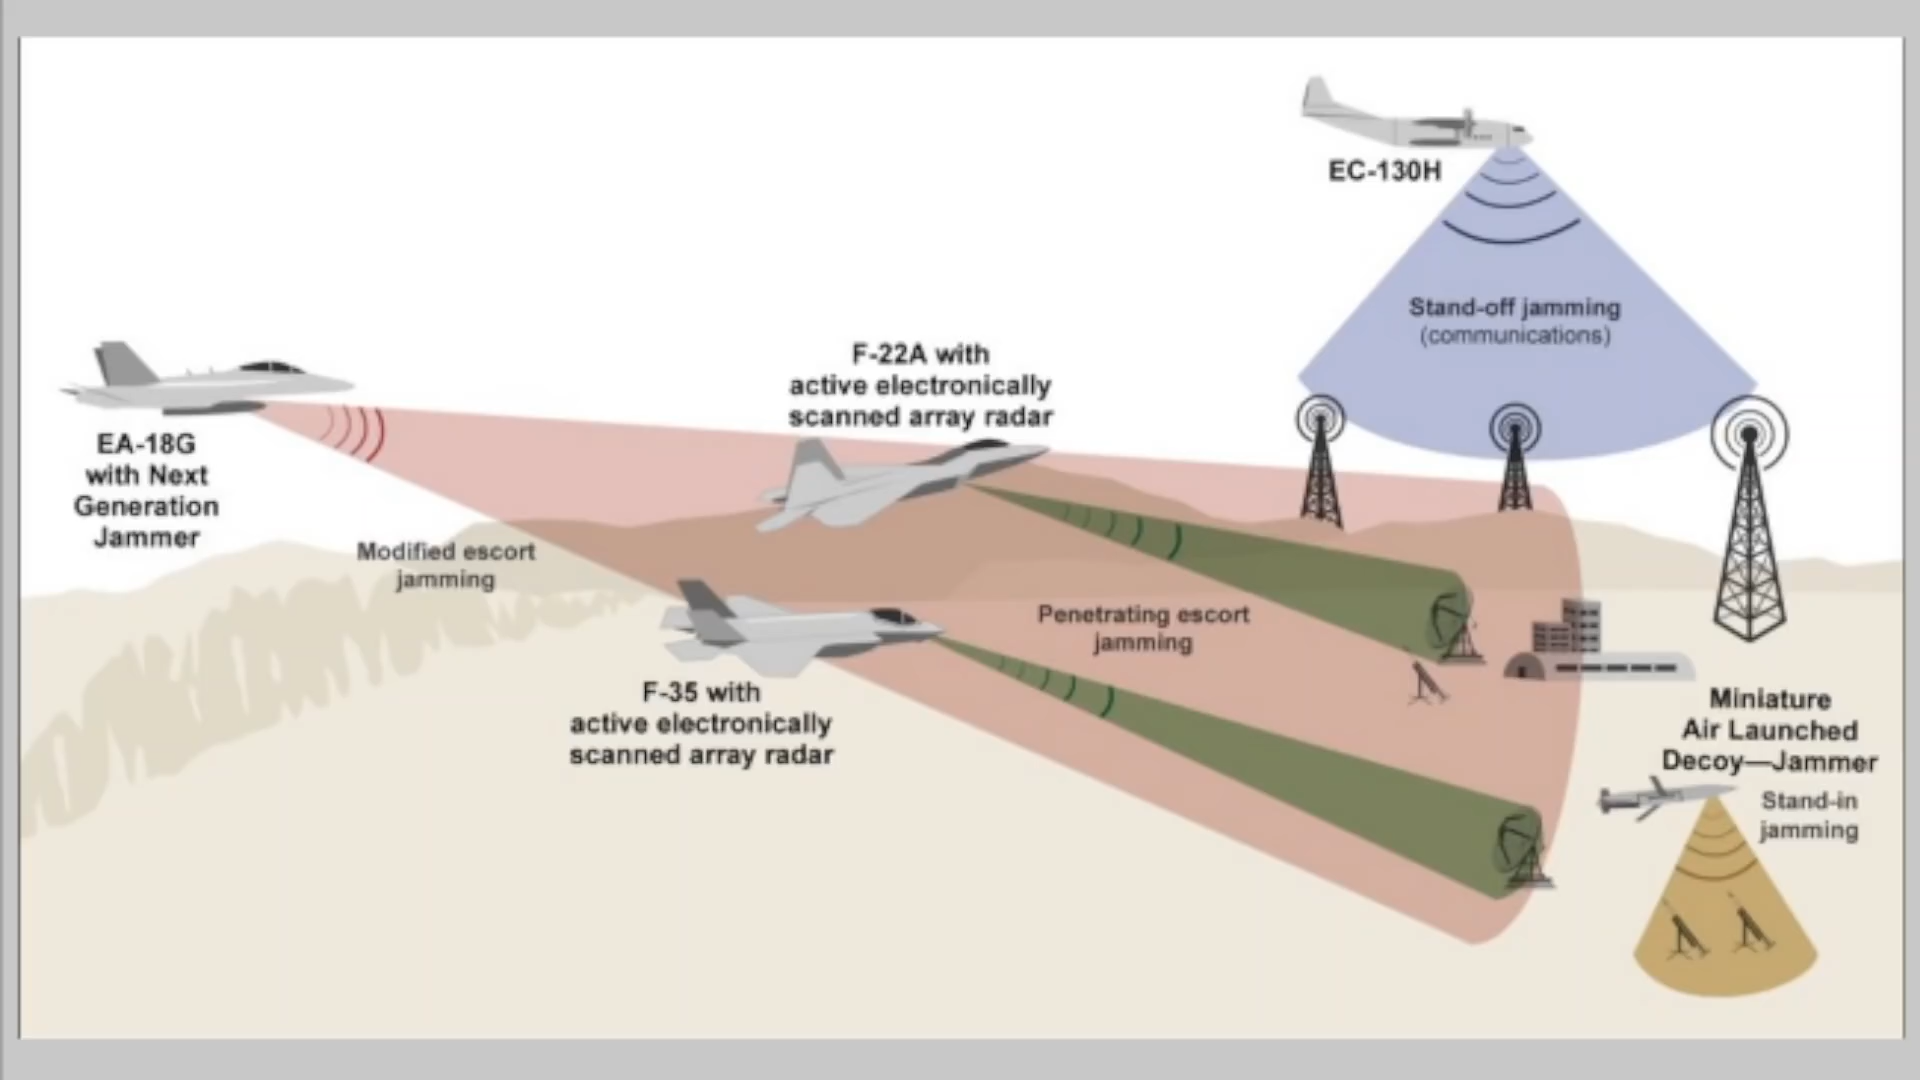 EC-130H
Stand-off jamming
(communications)
F-22A with
active electronically
scanned array radar
EA-18G
with Next
Generation
Jammer
Modified escort
jamming
Penetrating escort
jamming
F-35 with
active electronically
scanned array radar
Miniature
Air Launched
Decoy—Jammer
Stand-in
jamming